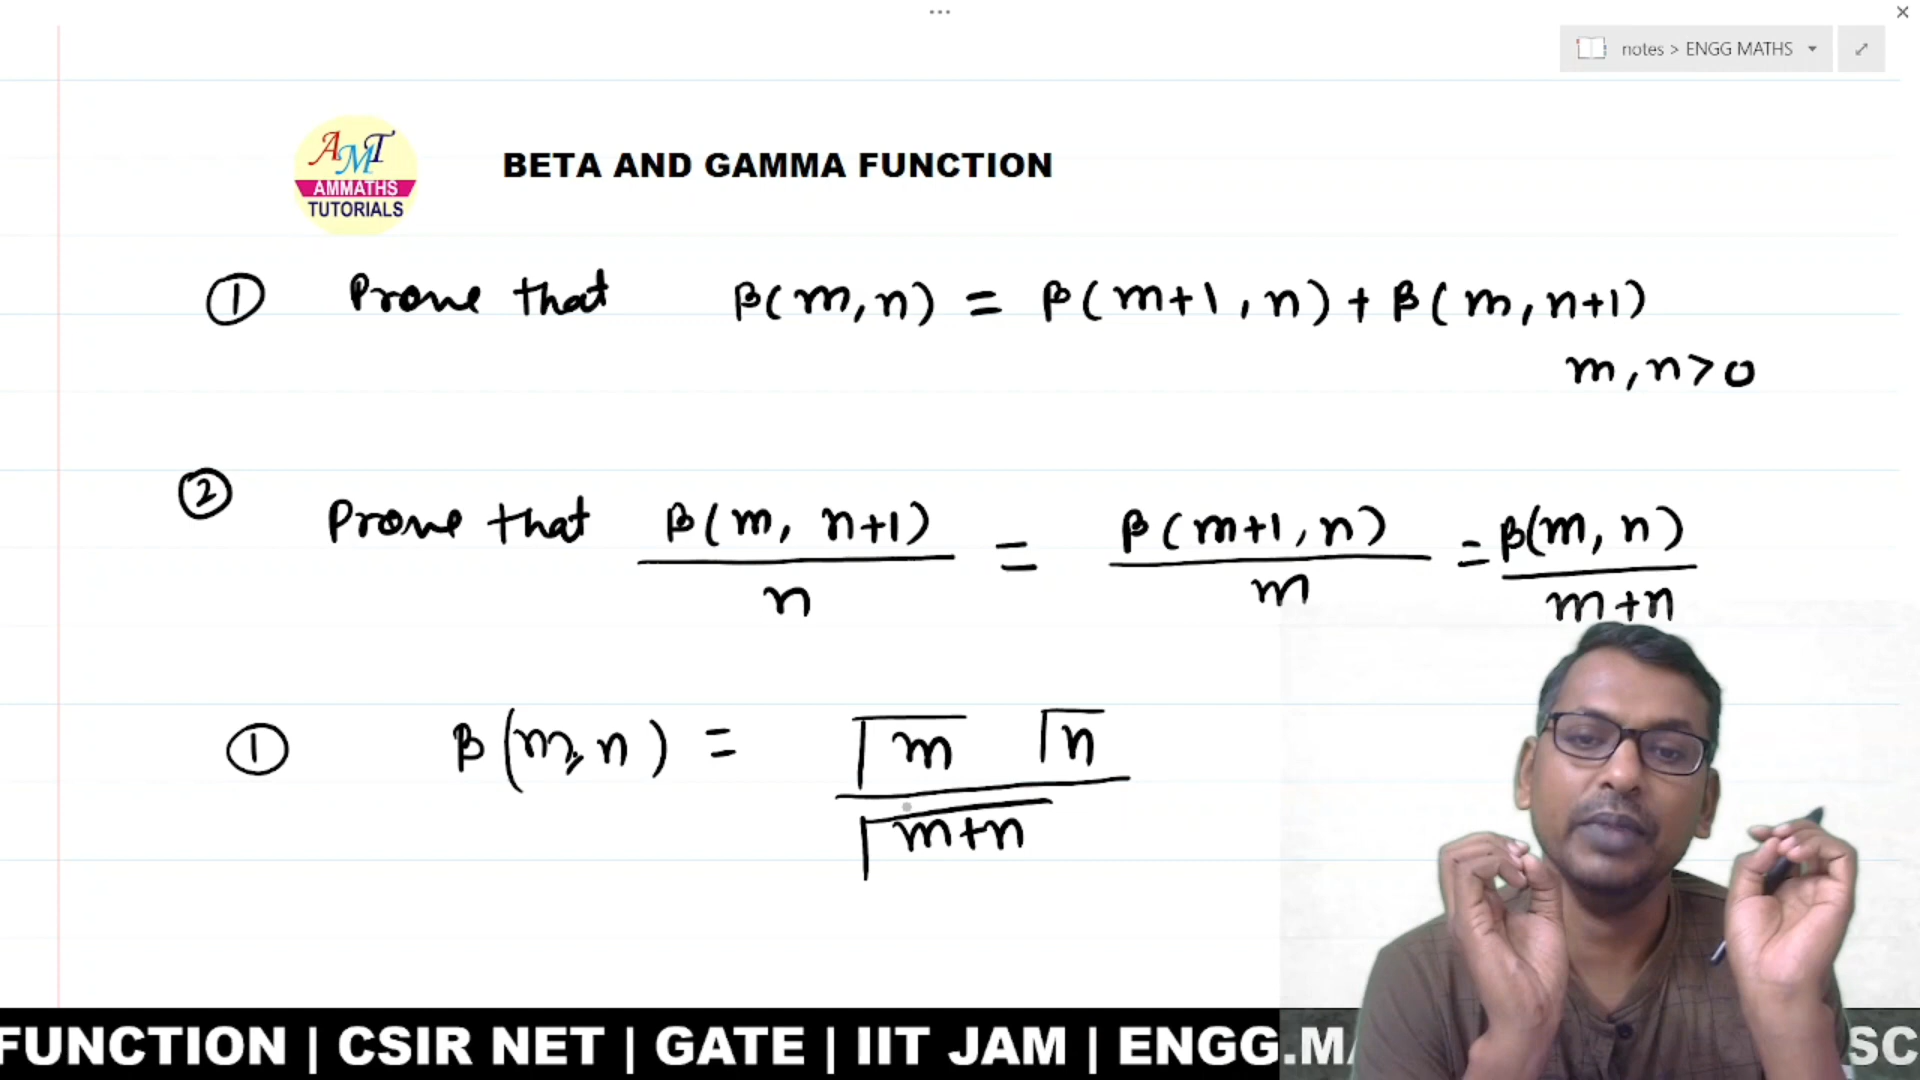 notes > ENGG MATHS
AMT
AMMATHS
TUTORIALS
BETA AND GAMMA FUNCTION
① Prove that β(m,n) = β(m+1,n) + β(m,n+1)
m,n>0
② Prove that β(m, n+1)/n = β(m+1,n)/m = β(m,n)/m+n
① β(m,n) = Γm Γn / Γm+n
FUNCTION | CSIR NET | GATE | IIT JAM | ENGG.M SC